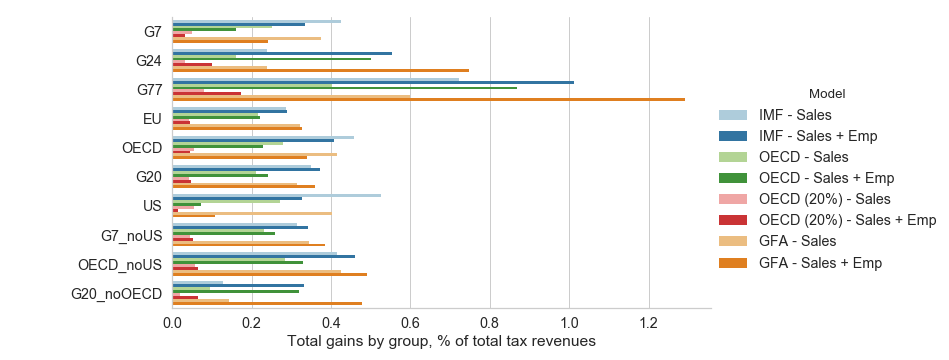 G7
G24
G77
EU
OECD
G20
US
G7_noUS
OECD_noUS
G20_noOECD
0.0 0.2 0.4 0.6 0.8 1.0 1.2
Total gains by group, % of total tax revenues
Model
IMF - Sales
IMF - Sales + Emp
OECD - Sales
OECD - Sales + Emp
OECD (20%) - Sales
OECD (20%) - Sales + Emp
GFA - Sales
GFA - Sales + Emp